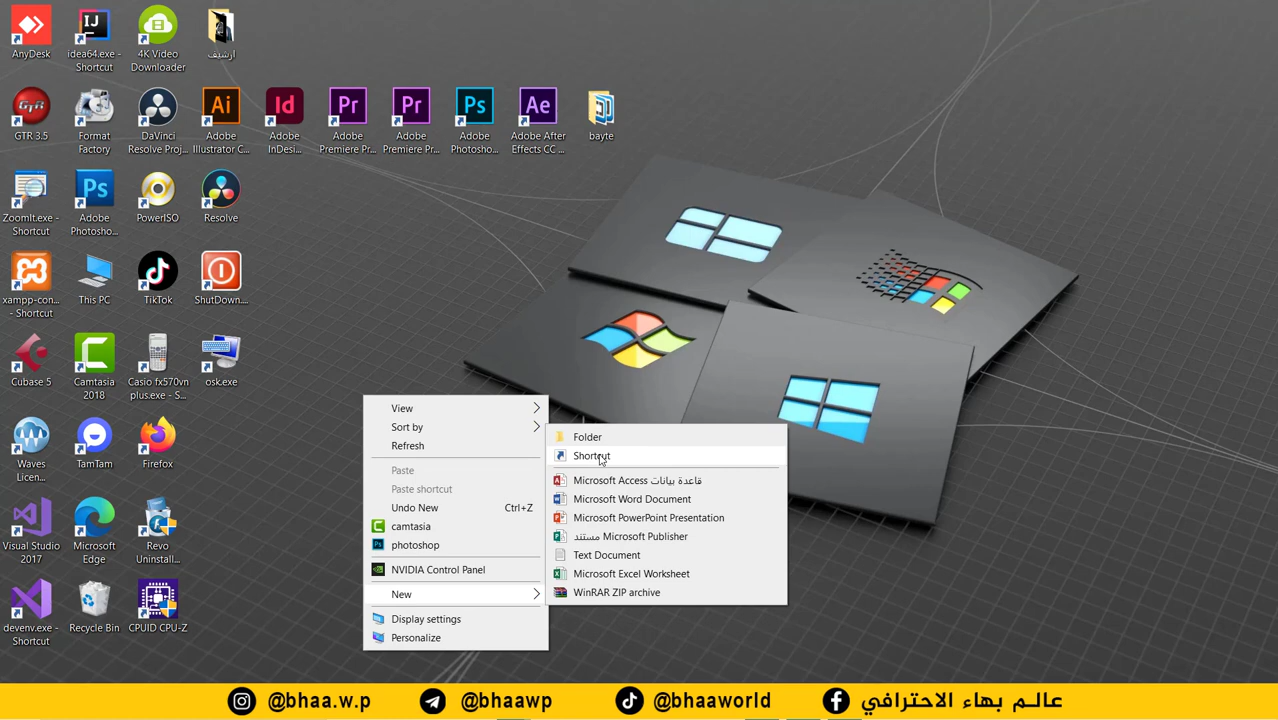 AnyDesk
idea64.exe -
Shortcut
4K Video
Downloader
ارشيف
GTR 3.5
Format
Factory
DaVinci
Resolve Proj...
Adobe
Illustrator C...
Adobe
InDesi...
Adobe
Premiere Pr...
Adobe
Premiere Pr...
Adobe
Photosho...
Adobe After
Effects CC ...
bayte
ZoomIt.exe -
Shortcut
Adobe
Photosho...
PowerISO
Resolve
xampp-con...
- Shortcut
This PC
TikTok
ShutDown....
Cubase 5
Camtasia
2018
Casio fx570vn
plus.exe - S...
osk.exe
Waves
Licen...
TamTam
Firefox
Visual Studio
2017
Microsoft
Edge
Revo
Uninstall...
devenv.exe -
Shortcut
Recycle Bin
CPUID CPU-Z
View
Sort by
Refresh
Paste
Paste shortcut
Undo New Ctrl+Z
camtasia
photoshop
NVIDIA Control Panel
New
Display settings
Personalize
Folder
Shortcut
Microsoft Access قاعدة بيانات
Microsoft Word Document
Microsoft PowerPoint Presentation
مستند Microsoft Publisher
Text Document
Microsoft Excel Worksheet
WinRAR ZIP archive
@bhaa.w.p
@bhaawp
@bhaaworld
عالم بهاء الاحترافي